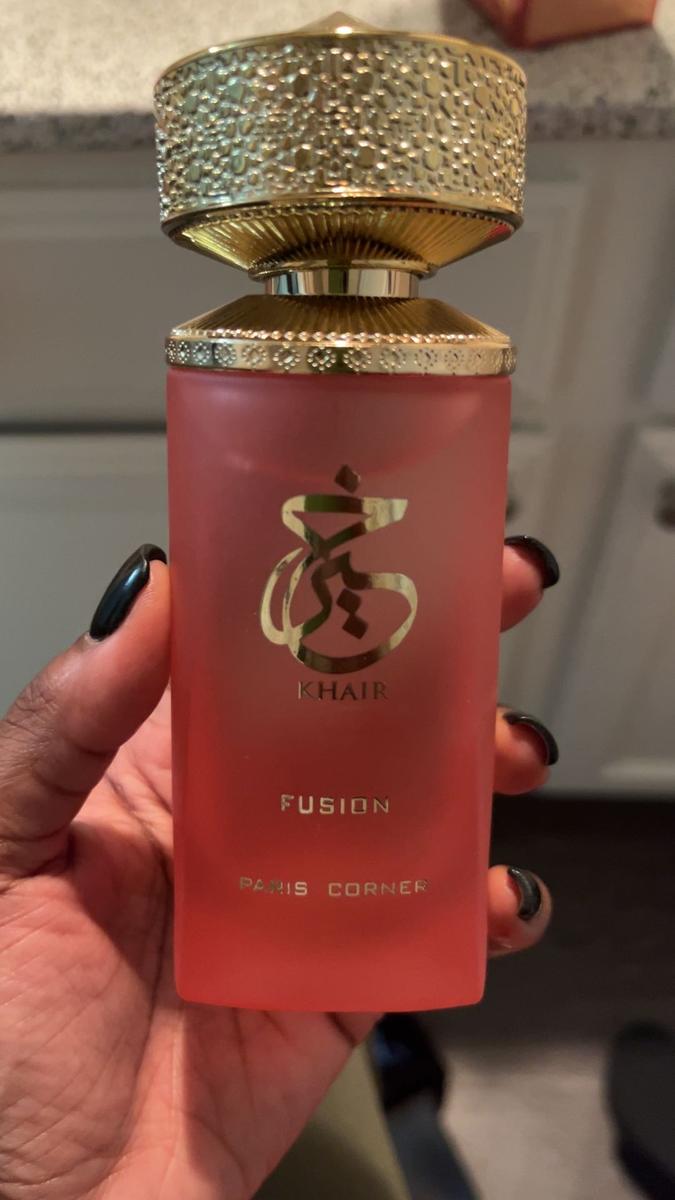 خير
KHAIR
FUSION
PARIS CORNER